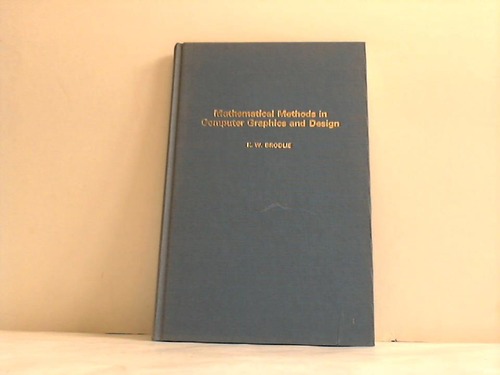 Mathematical Methods in
Computer Graphics and Design
K. W. BRODLIE